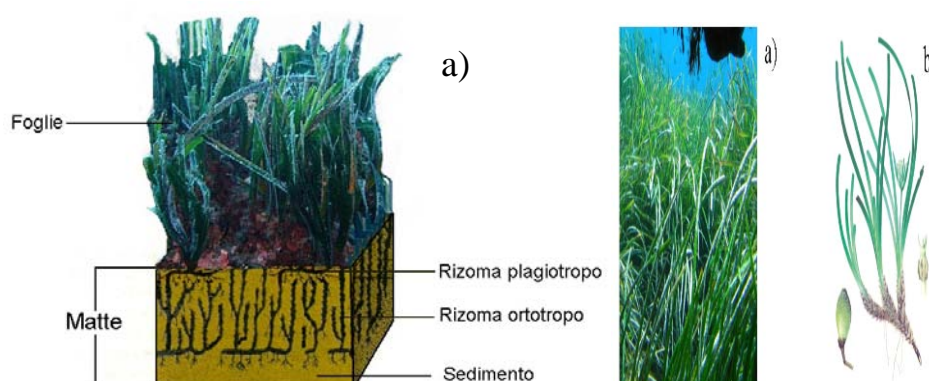 a)
Foglie
Matte
Rizoma plagiotropo
Rizoma ortotropo
Sedimento
a)
b